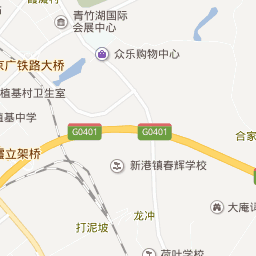 青竹湖国际
会展中心
众乐购物中心
京广铁路大桥
植基村卫生室
植基中学
G0401
G0401
合家
立架桥
新港镇春辉学校
大庵
龙冲
打泥坡
荷叶学校